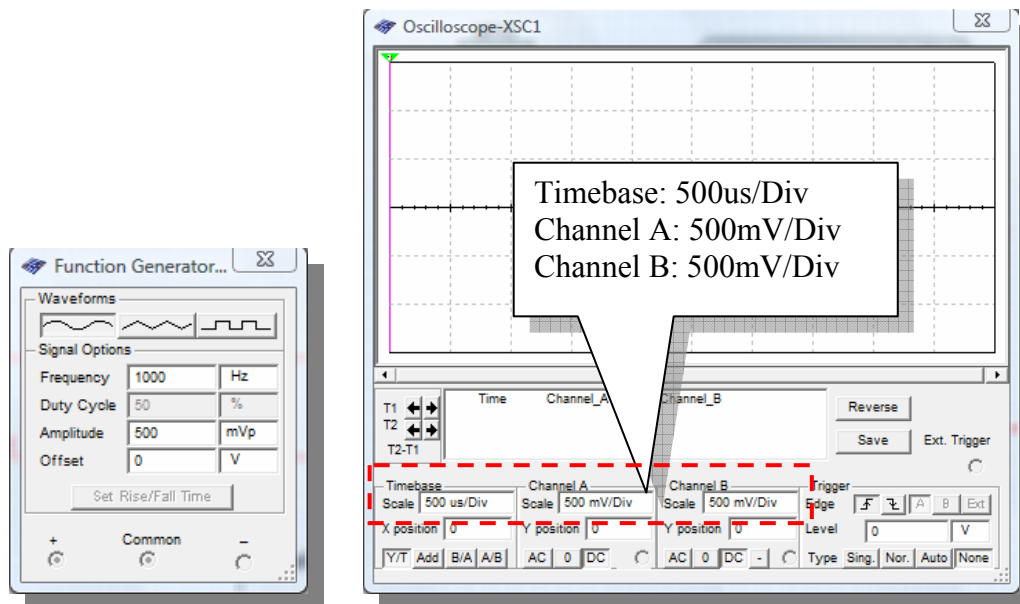 Function Generator...
Waveforms
Signal Options
Frequency 1000 Hz
Duty Cycle 50 %
Amplitude 500 mVp
Offset 0 V
Set Rise/Fall Time
+ Common –
Oscilloscope-XSC1
Timebase: 500us/Div
Channel A: 500mV/Div
Channel B: 500mV/Div
T1
T2
T2-T1
Time Channel_A Channel_B
Reverse
Save
Ext. Trigger
Timebase
Scale 500 us/Div
X position 0
Y/T Add B/A A/B
Channel A
Scale 500 mV/Div
Y position 0
AC 0 DC
Channel B
Scale 500 mV/Div
Y position 0
AC 0 DC -
Trigger
Edge A B Ext
Level 0 V
Type Sing. Nor. Auto None